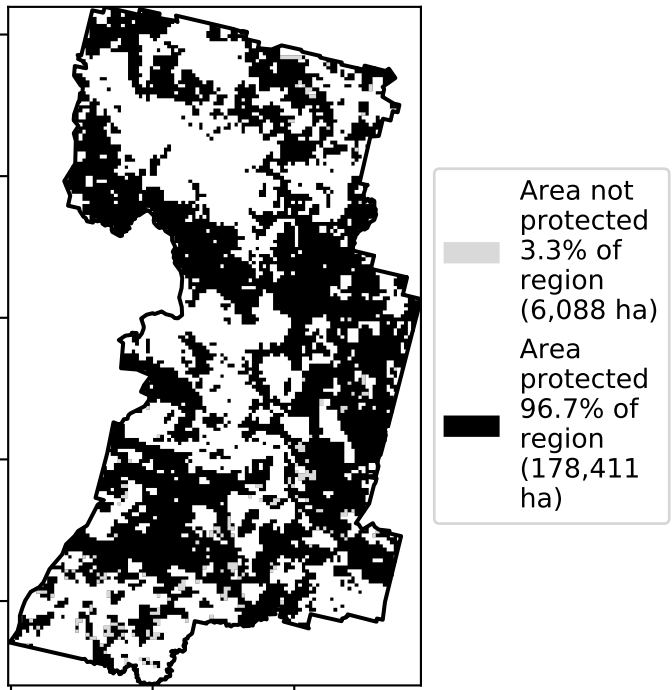 Area not
protected
3.3% of
region
(6,088 ha)
Area
protected
96.7% of
region
(178,411
ha)